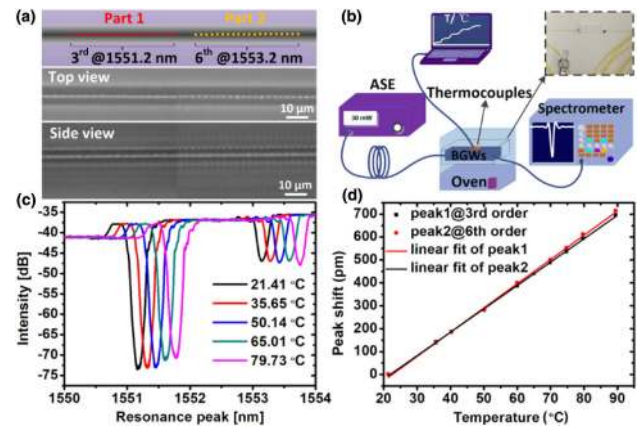 (a)
Part 1
Part 2
3rd @1551.2 nm
6th @1553.2 nm
Top view
10 μm
Side view
10 μm
(b)
T/ °C
ASE
30 mW
Thermocouples
BGWs
Oven
Spectrometer
(c)
-35
-40
-45
-50
-55
-60
-65
-70
-75
Intensity [dB]
21.41 °C
35.65 °C
50.14 °C
65.01 °C
79.73 °C
1550
1551
1552
1553
1554
Resonance peak [nm]
(d)
700
600
500
400
300
200
100
0
Peak shift (pm)
peak1@3rd order
peak2@6th order
linear fit of peak1
linear fit of peak2
20
30
40
50
60
70
80
90
Temperature (°C)